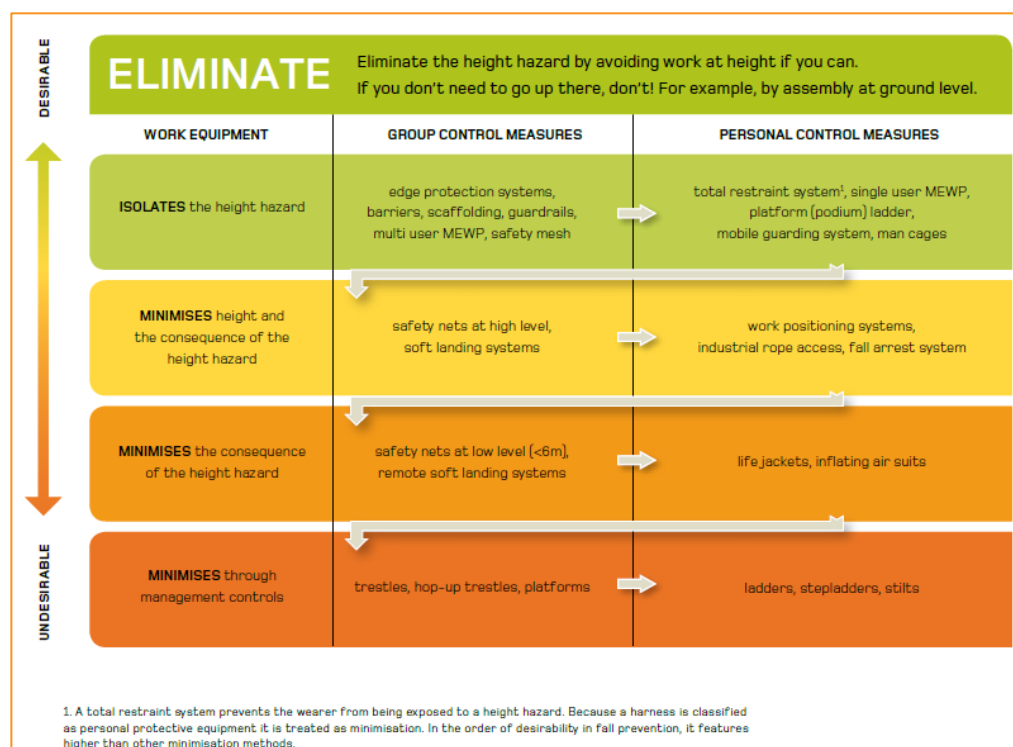 DESIRABLE
ELIMINATE
Eliminate the height hazard by avoiding work at height if you can.
If you don't need to go up there, don't! For example, by assembly at ground level.
WORK EQUIPMENT
GROUP CONTROL MEASURES
PERSONAL CONTROL MEASURES
ISOLATES the height hazard
edge protection systems,
barriers, scaffolding, guardrails,
multi user MEWP, safety mesh
total restraint system¹, single user MEWP,
platform (podium) ladder,
mobile guarding system, man cages
MINIMISES height and
the consequence of the
height hazard
safety nets at high level,
soft landing systems
work positioning systems,
industrial rope access, fall arrest system
MINIMISES the consequence
of the height hazard
safety nets at low level (<6m),
remote soft landing systems
life jackets, inflating air suits
UNDESIRABLE
MINIMISES through
management controls
trestles, hop-up trestles, platforms
ladders, stepladders, stilts
1. A total restraint system prevents the wearer from being exposed to a height hazard. Because a harness is classified
as personal protective equipment it is treated as minimisation. In the order of desirability in fall prevention, it features
higher than other minimisation methods.